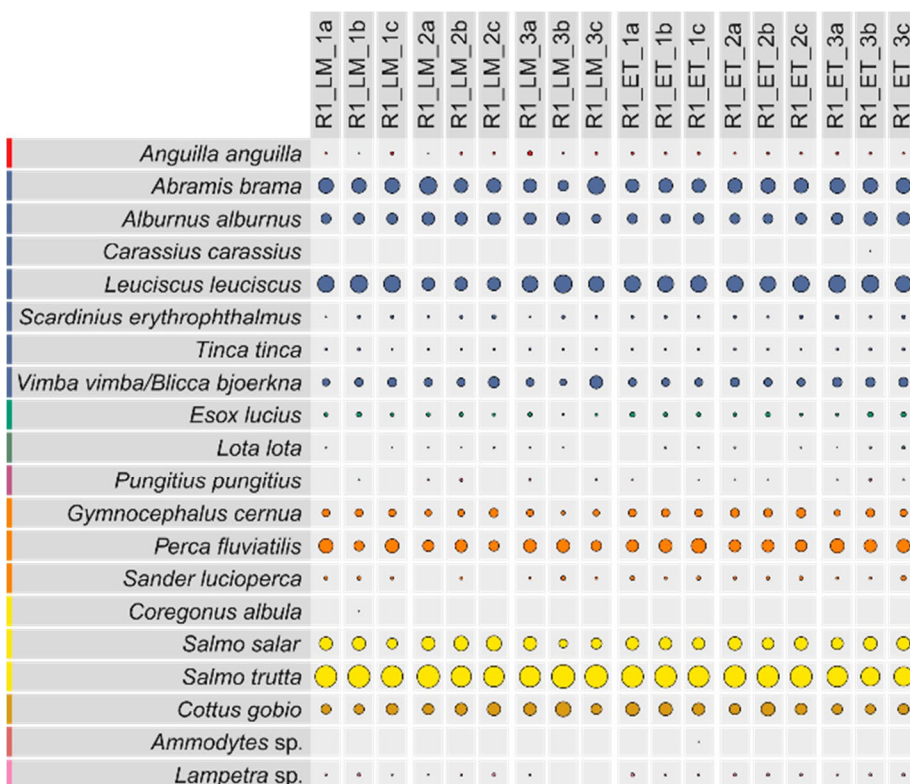 R1_LM_1a
R1_LM_1b
R1_LM_1c
R1_LM_2a
R1_LM_2b
R1_LM_2c
R1_LM_3a
R1_LM_3b
R1_LM_3c
R1_ET_1a
R1_ET_1b
R1_ET_1c
R1_ET_2a
R1_ET_2b
R1_ET_2c
R1_ET_3a
R1_ET_3b
R1_ET_3c
Anguilla anguilla
Abramis brama
Alburnus alburnus
Carassius carassius
Leuciscus leuciscus
Scardinius erythrophthalmus
Tinca tinca
Vimba vimba/Blicca bjoerkna
Esox lucius
Lota lota
Pungitius pungitius
Gymnocephalus cernua
Perca fluviatilis
Sander lucioperca
Coregonus albula
Salmo salar
Salmo trutta
Cottus gobio
Ammodytes sp.
Lampetra sp.